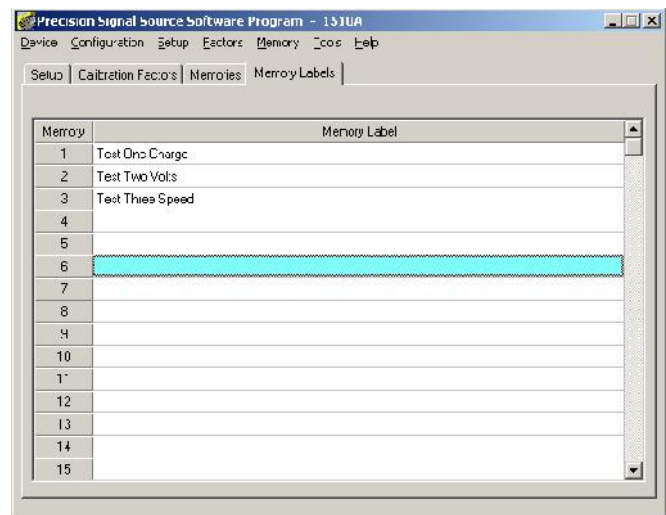 Precision Signal Source Software Program - 1510A
Device Configuration Setup Factors Memory Tools Help
Setup Calibration Factors Memories Memory Labels
Memory Memory Label
1 Test One Charge
2 Test Two Volts
3 Test Three Speed
4
5
6
7
8
9
10
11
12
13
14
15